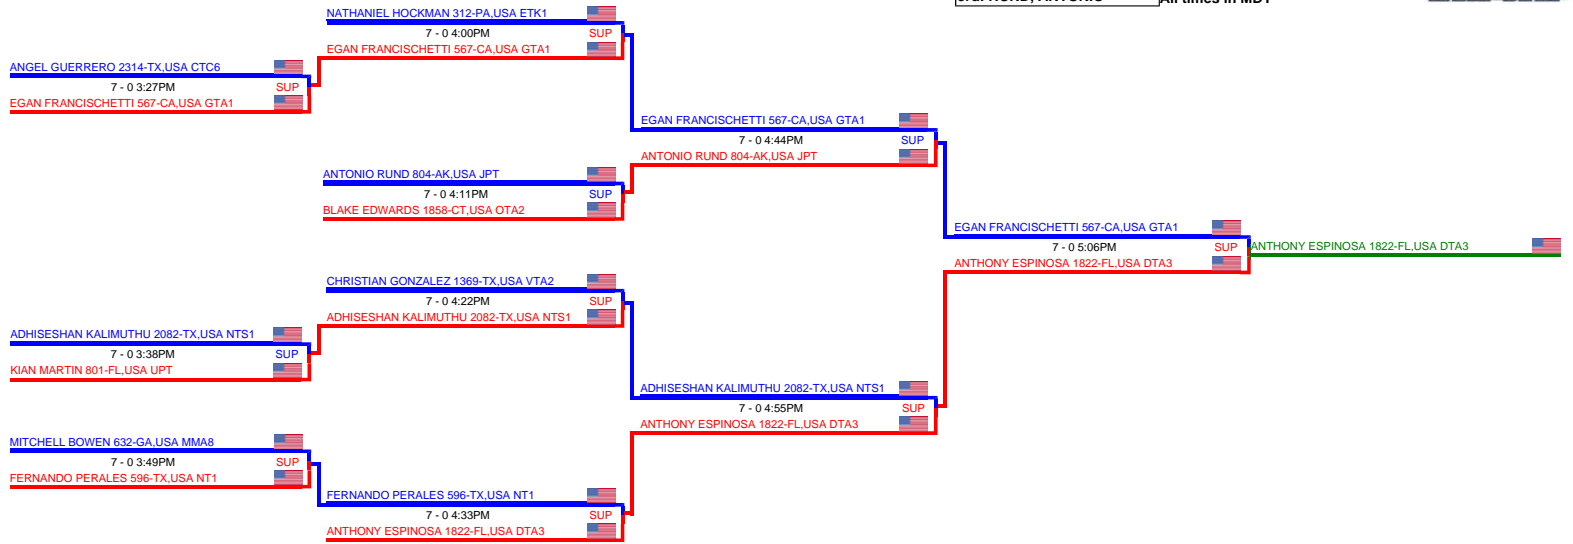 All times in MDT
NATHANIEL HOCKMAN 312-PA,USA ETK1
7 - 0 4:00PM SUP
EGAN FRANCISCHETTI 567-CA,USA GTA1
ANGEL GUERRERO 2314-TX,USA CTC6
7 - 0 3:27PM SUP
EGAN FRANCISCHETTI 567-CA,USA GTA1
EGAN FRANCISCHETTI 567-CA,USA GTA1
7 - 0 4:44PM SUP
ANTONIO RUND 804-AK,USA JPT
ANTONIO RUND 804-AK,USA JPT
7 - 0 4:11PM SUP
BLAKE EDWARDS 1858-CT,USA OTA2
EGAN FRANCISCHETTI 567-CA,USA GTA1
7 - 0 5:06PM SUP
ANTHONY ESPINOSA 1822-FL,USA DTA3
ANTHONY ESPINOSA 1822-FL,USA DTA3
CHRISTIAN GONZALEZ 1369-TX,USA VTA2
7 - 0 4:22PM SUP
ADHISESHAN KALIMUTHU 2082-TX,USA NTS1
ADHISESHAN KALIMUTHU 2082-TX,USA NTS1
7 - 0 3:38PM SUP
KIAN MARTIN 801-FL,USA UPT
ADHISESHAN KALIMUTHU 2082-TX,USA NTS1
7 - 0 4:55PM SUP
ANTHONY ESPINOSA 1822-FL,USA DTA3
MITCHELL BOWEN 632-GA,USA MMA8
7 - 0 3:49PM SUP
FERNANDO PERALES 596-TX,USA NT1
FERNANDO PERALES 596-TX,USA NT1
7 - 0 4:33PM SUP
ANTHONY ESPINOSA 1822-FL,USA DTA3